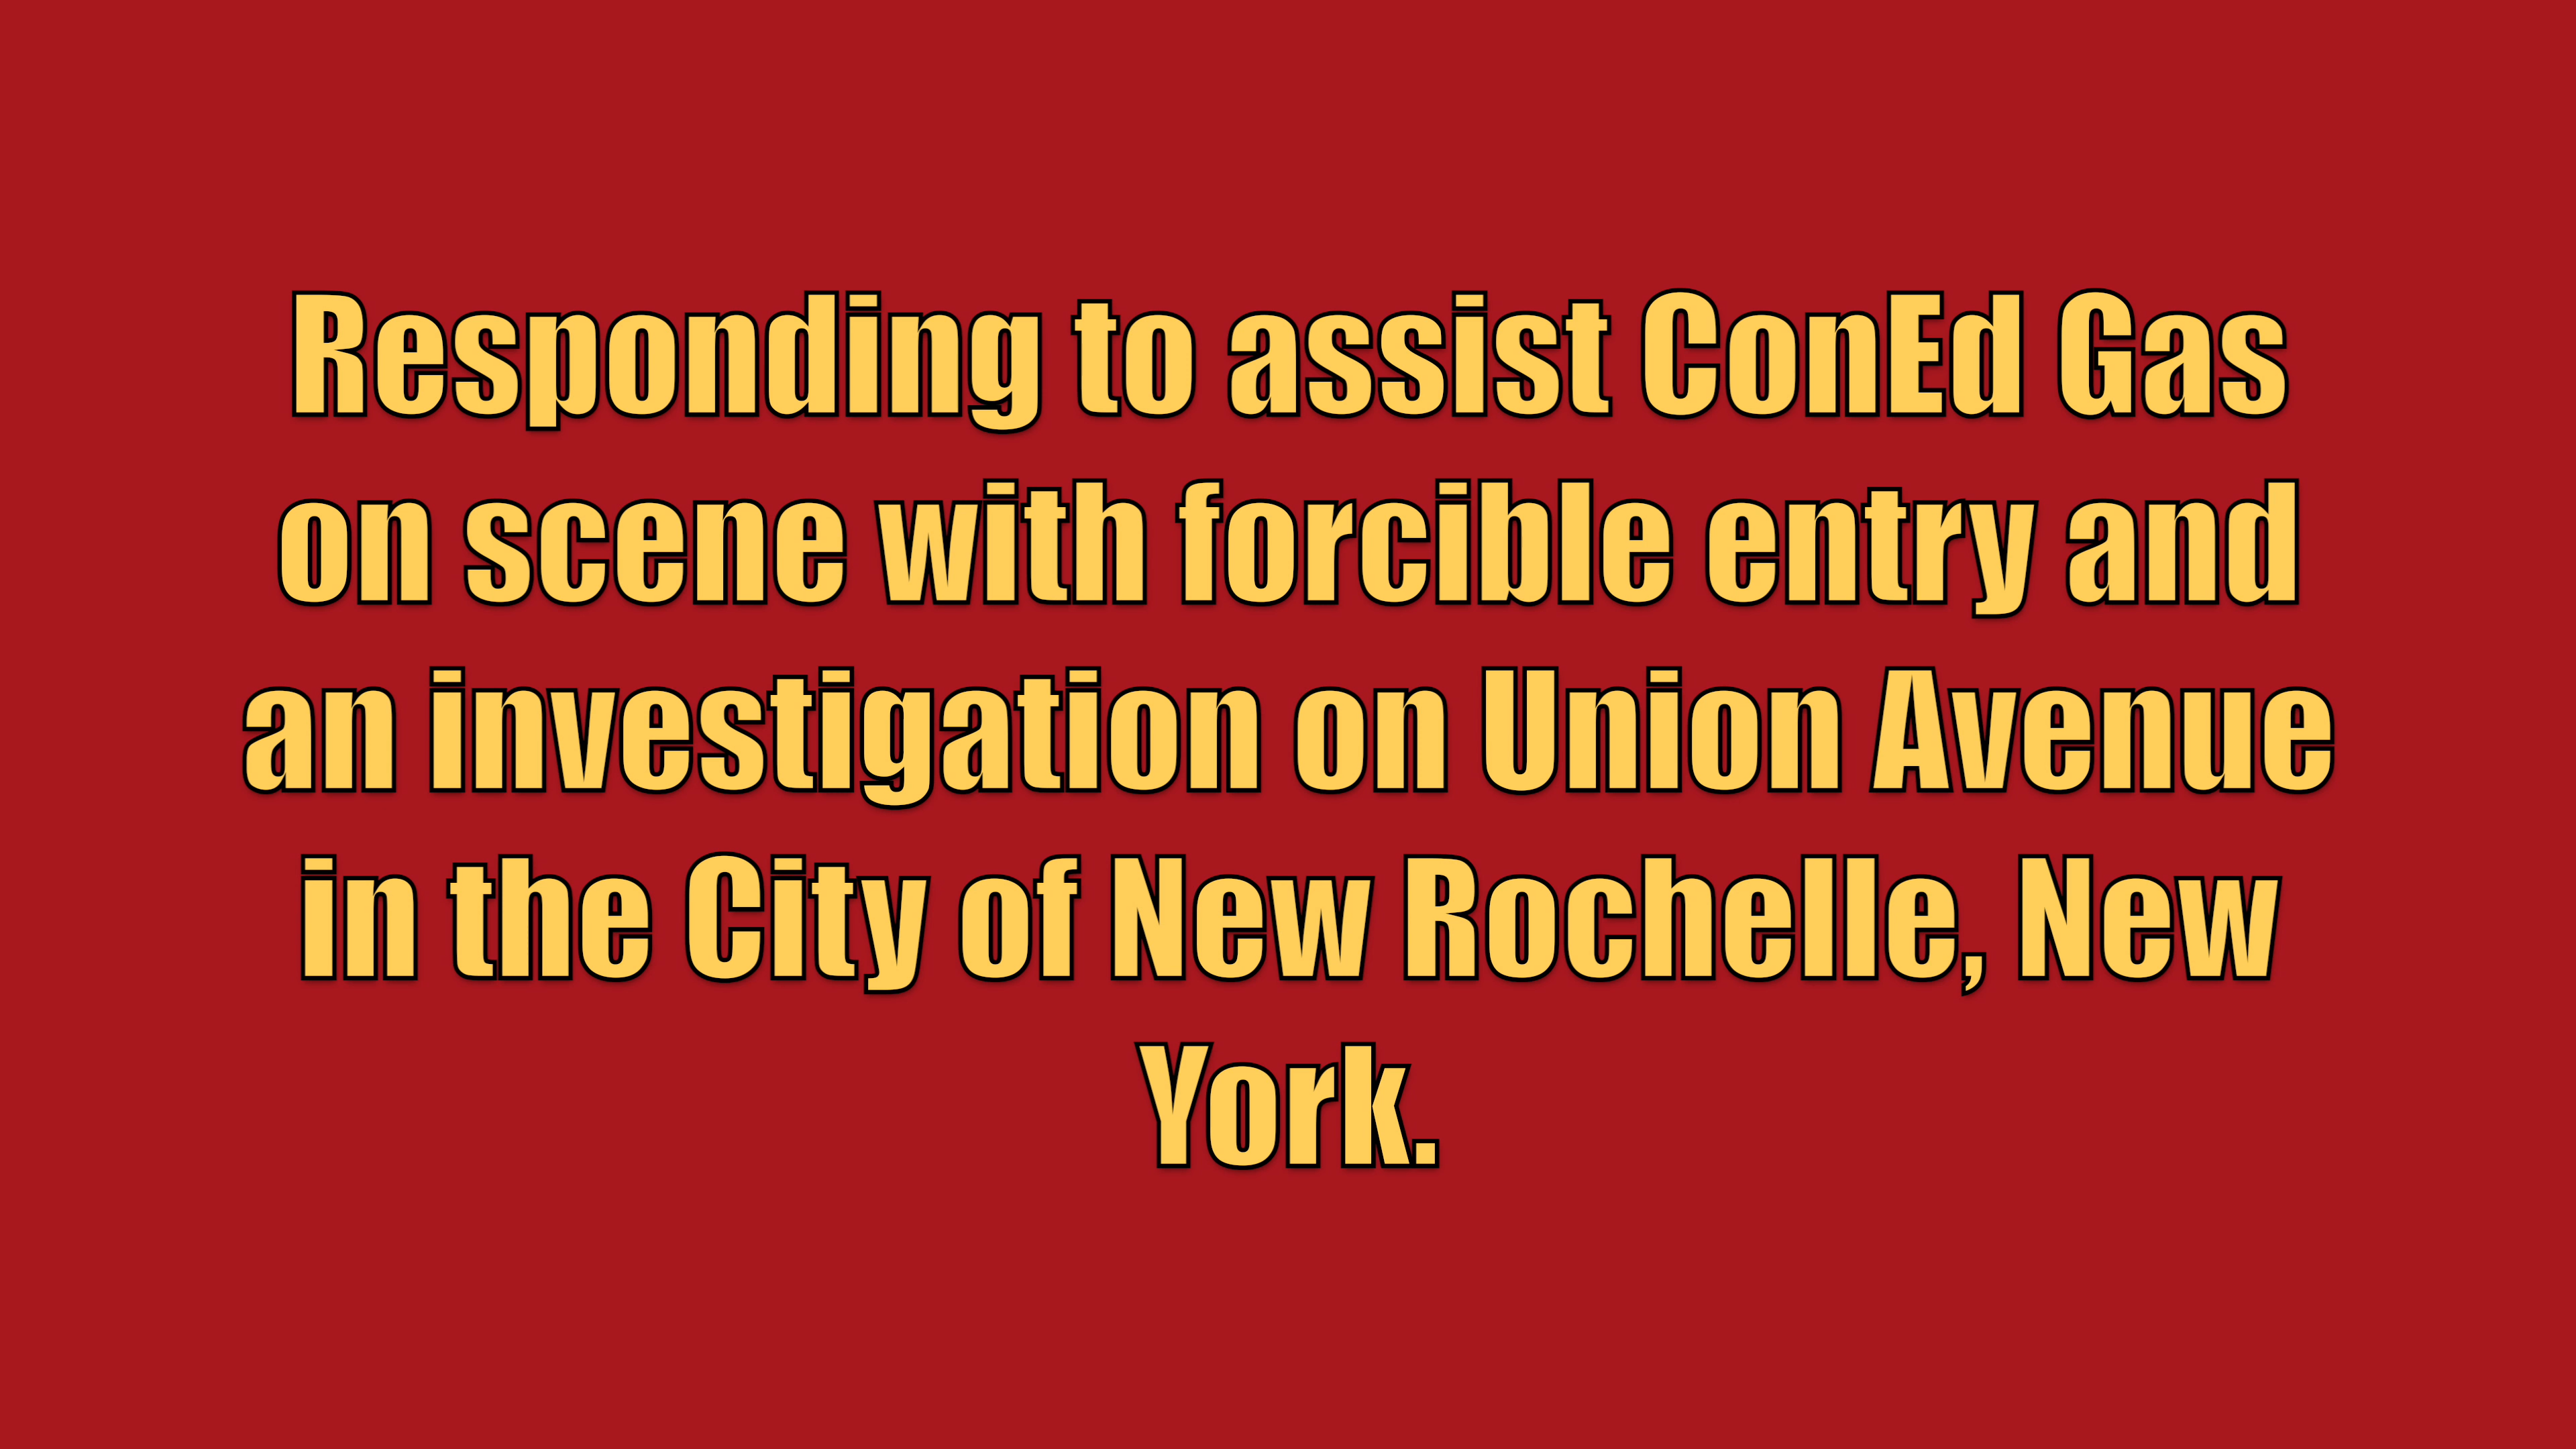 Responding to assist ConEd Gas
on scene with forcible entry and
an investigation on Union Avenue
in the City of New Rochelle, New
York.